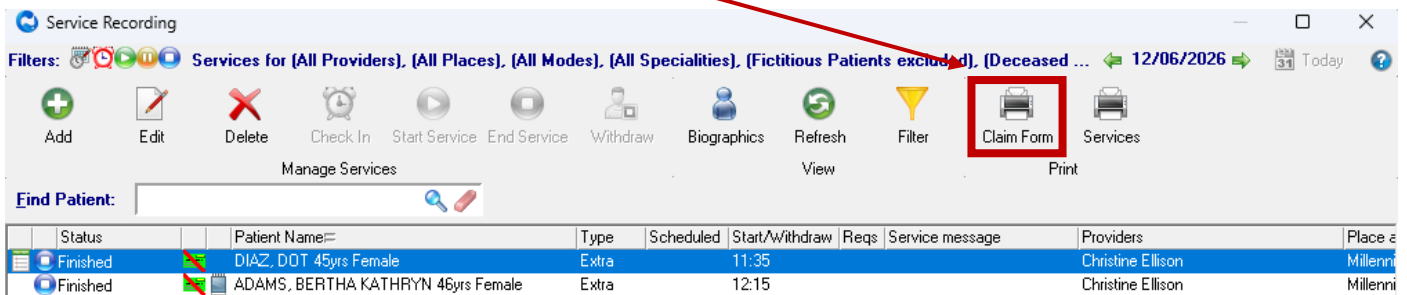 Service Recording
Filters: Services for (All Providers), (All Places), (All Modes), (All Specialities), (Fictitious Patients excluded), (Deceased ... 12/06/2026 31 Today
Add Edit Delete Check In Start Service End Service Withdraw Biographics Refresh Filter Claim Form Services
Manage Services View Print
Find Patient:
Status Patient Name Type Scheduled Start/Withdraw Reqs Service message Providers Place a
Finished DIAZ, DOT 45yrs Female Extra 11:35 Christine Ellison Millenni
Finished ADAMS, BERTHA KATHRYN 46yrs Female Extra 12:15 Christine Ellison Millenni